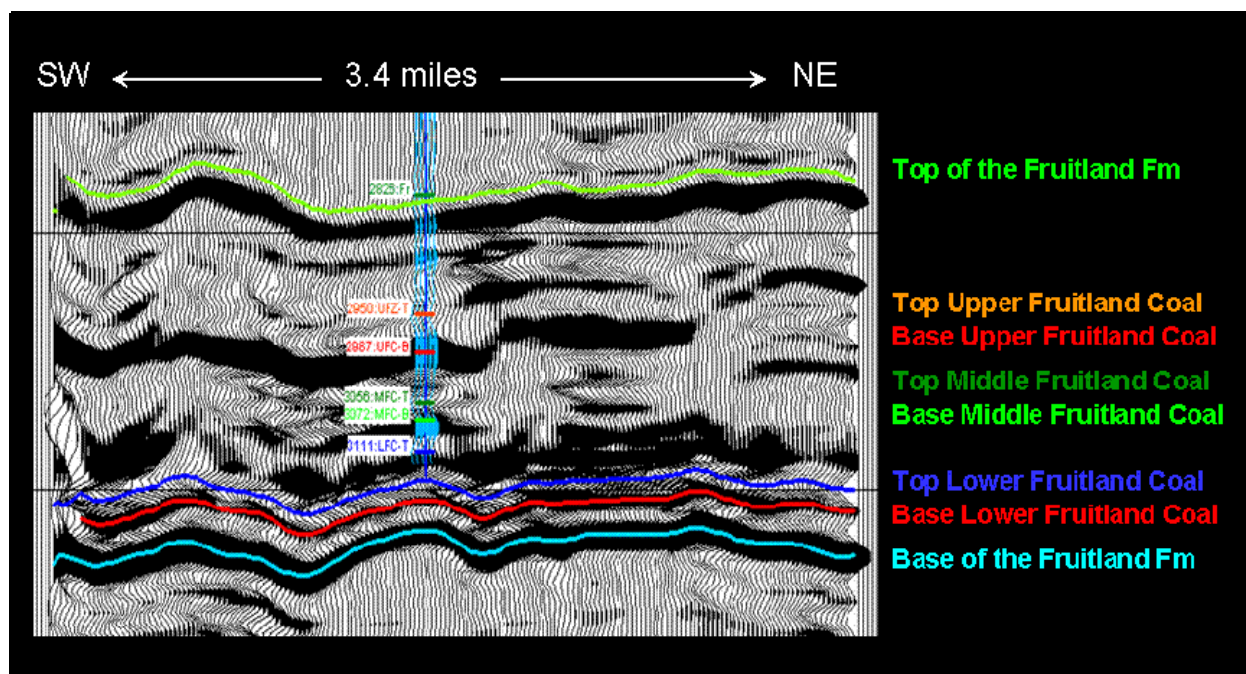 SW 3.4 miles NE
Top of the Fruitland Fm
2825:Fr
Top Upper Fruitland Coal
2950:UFZ-T
Base Upper Fruitland Coal
2987:UFC-B
Top Middle Fruitland Coal
3056:MFC-T
Base Middle Fruitland Coal
3072:MFC-B
3111:LFC-T
Top Lower Fruitland Coal
Base Lower Fruitland Coal
Base of the Fruitland Fm